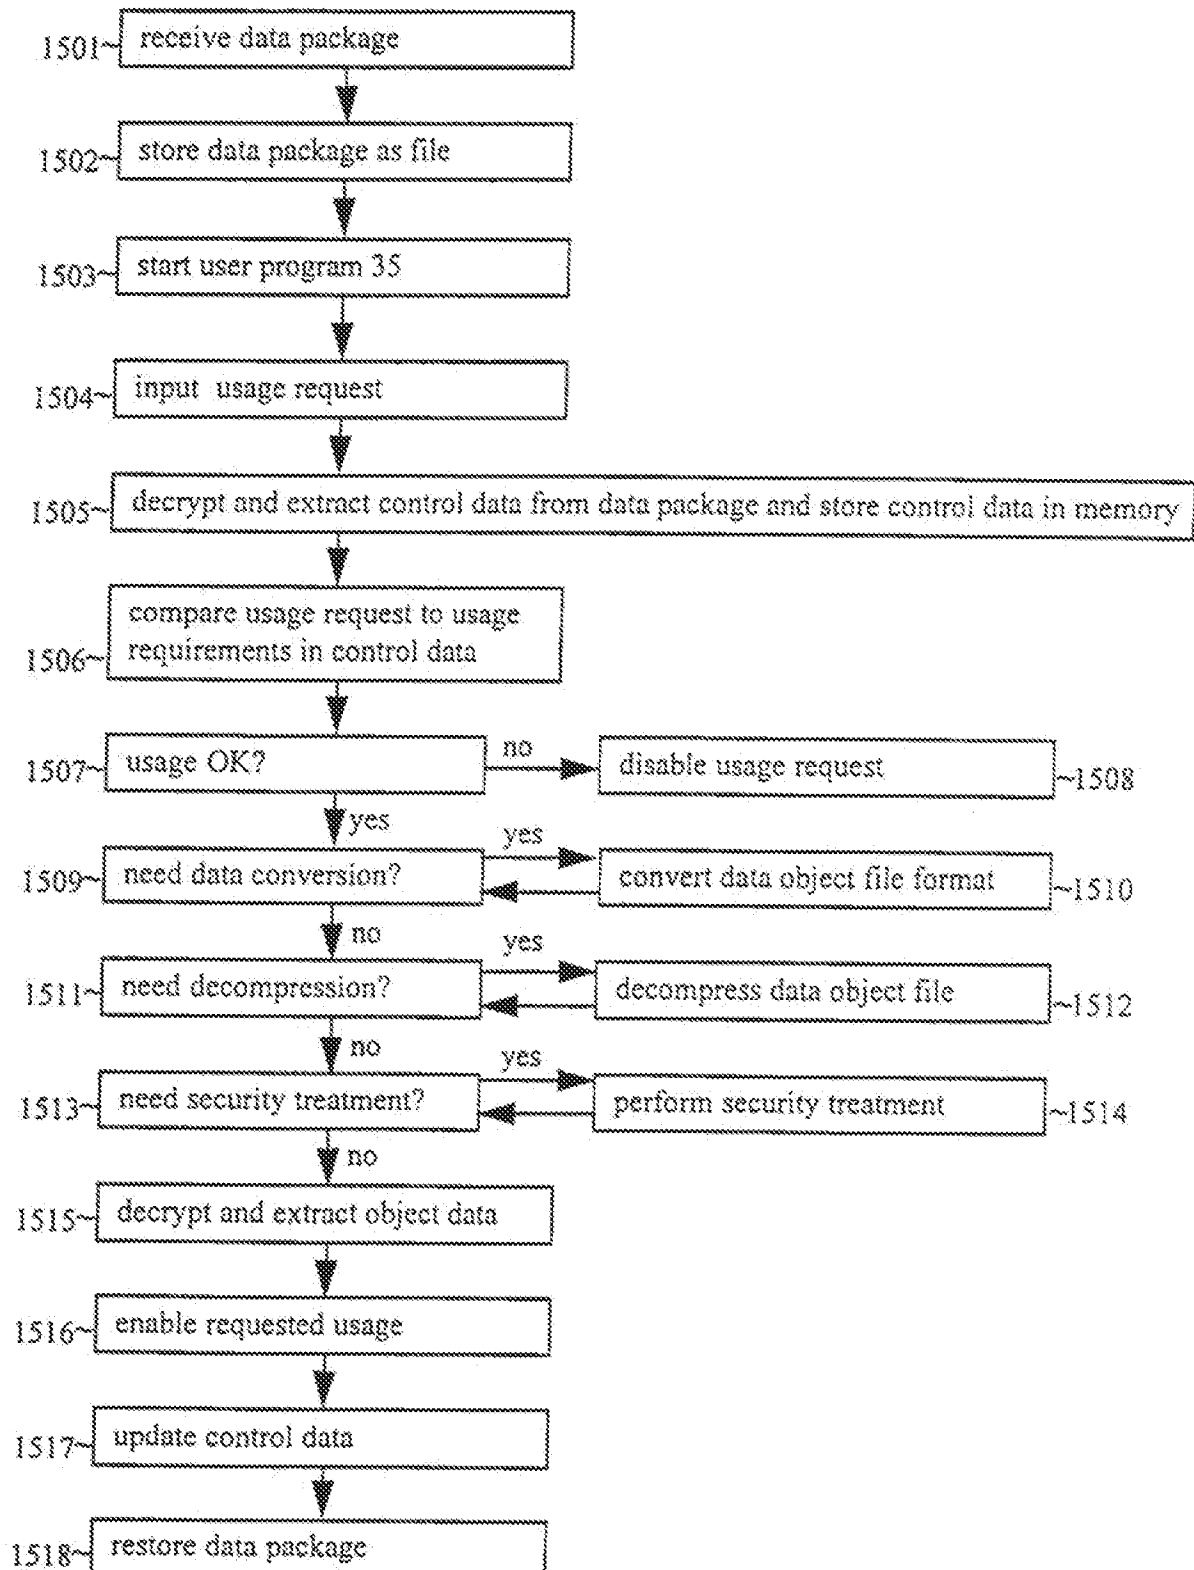 1501 receive data package
1502 store data package as file
1503 start user program 35
1504 input usage request
1505 decrypt and extract control data from data package and store control data in memory
compare usage request to usage
1506 requirements in control data
1507 usage OK? no disable usage request 1508
yes
yes
1509 need data conversion? convert data object file format 1510
no
yes
1511 need decompression? decompress data object file 1512
no
yes
1513 need security treatment? perform security treatment 1514
no
1515 decrypt and extract object data
1516 enable requested usage
1517 update control data
1518 restore data package